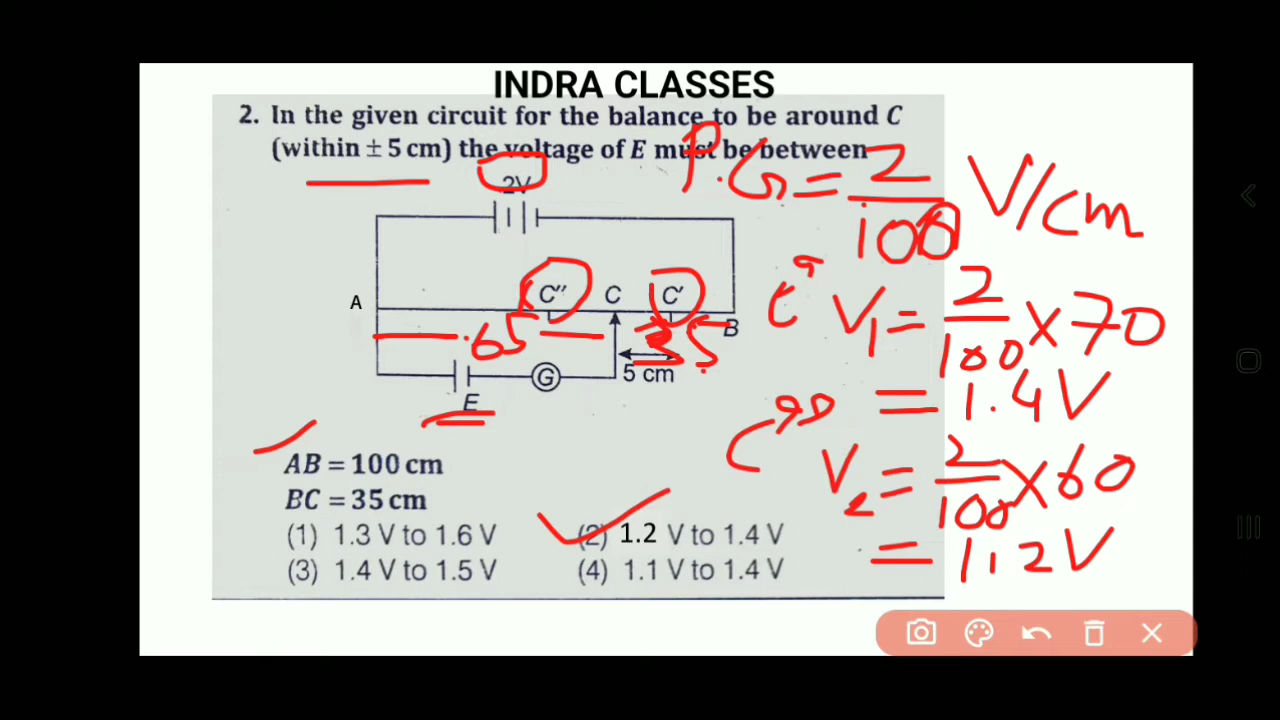 INDRA CLASSES
2. In the given circuit for the balance to be around C
(within ± 5 cm) the voltage of E must be between
P.G = 2/100 V/cm
2V
A
C″
C
C′
B
65
35
5 cm
G
E
C′ V₁ = 2/100 × 70
= 1.4 V
V₂ = 2/100 × 60
= 1.2 V
AB = 100 cm
BC = 35 cm
(1) 1.3 V to 1.6 V
(2) 1.2 V to 1.4 V
(3) 1.4 V to 1.5 V
(4) 1.1 V to 1.4 V